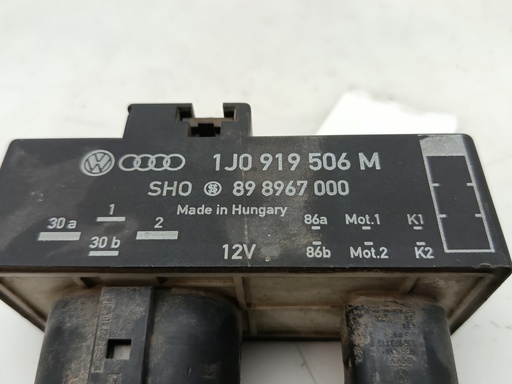 1J0 919 506 M
SHO 89 8967 000
Made in Hungary
30 a 1 2 86a Mot.1 K1
30 b 12V 86b Mot.2 K2